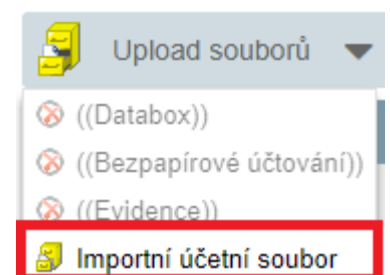 Upload souborů
((Databox))
((Bezpapírové účtování))
((Evidence))
Importní účetní soubor